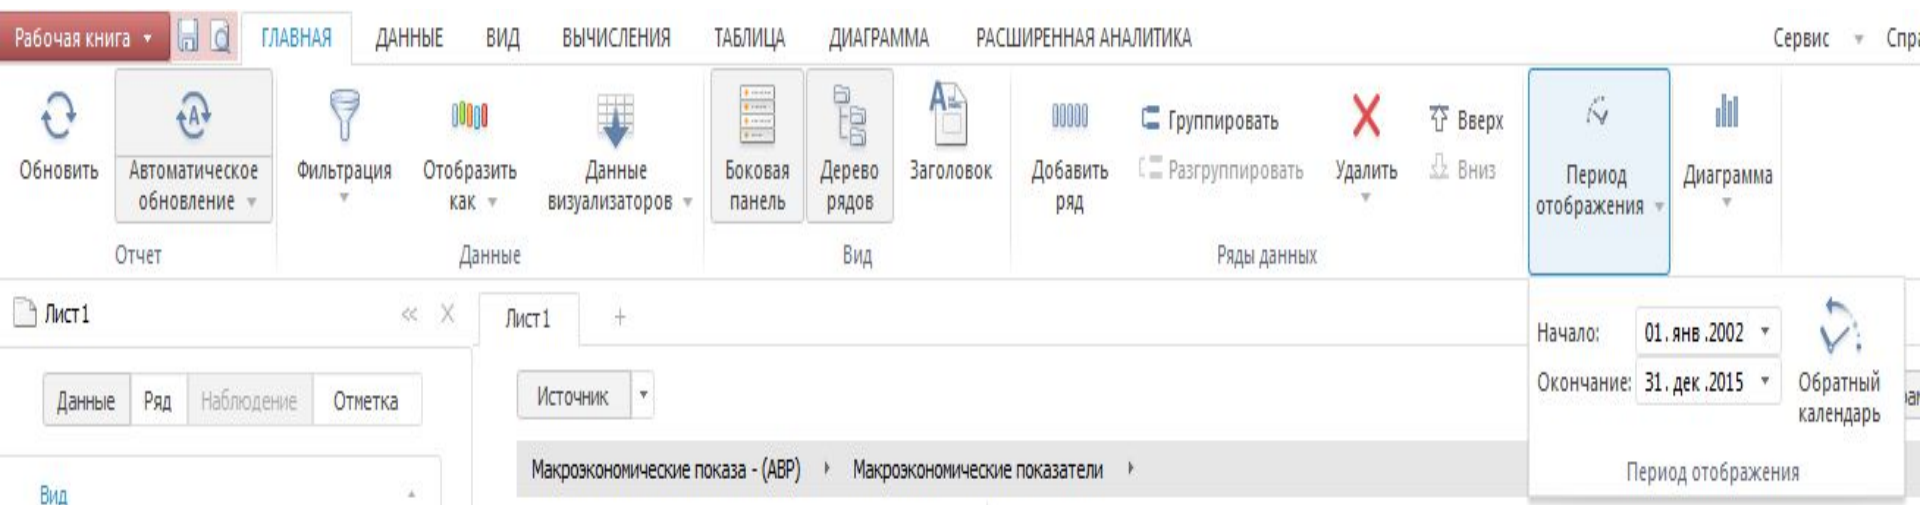 Рабочая книга
ГЛАВНАЯ ДАННЫЕ ВИД ВЫЧИСЛЕНИЯ ТАБЛИЦА ДИАГРАММА РАСШИРЕННАЯ АНАЛИТИКА Сервис
Обновить
Автоматическое
обновление
Отчет
Фильтрация
Отобразить
как
Данные
визуализаторов
Данные
Боковая
панель
Дерево
рядов
Заголовок
Вид
Добавить
ряд
Группировать
Разгруппировать
Удалить
Вверх
Вниз
Ряды данных
Период
отображения
Диаграмма
Начало: 01. янв .2002
Окончание: 31. дек .2015
Обратный
календарь
Период отображения
Лист1
Данные Ряд Наблюдение Отметка
Вид
Лист1 +
Источник
Макроэкономические показа - (АВР) Макроэкономические показатели